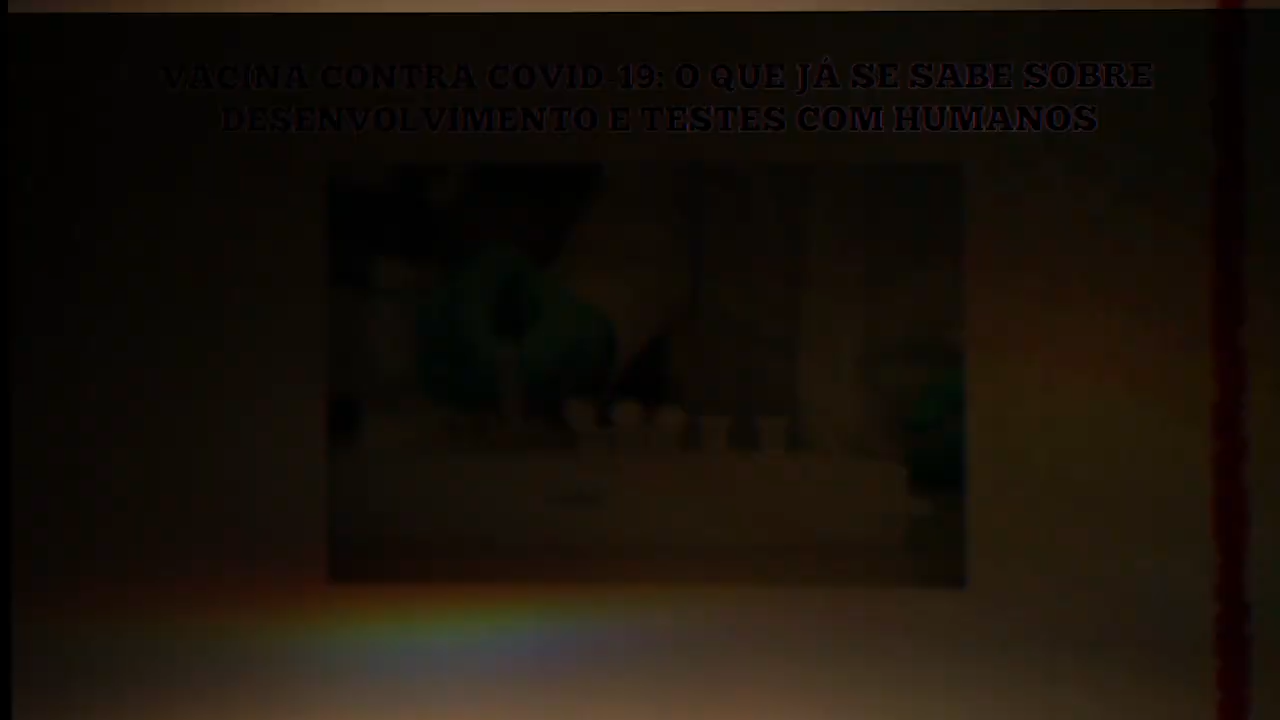 VACINA CONTRA COVID-19: O QUE JÁ SE SABE SOBRE
DESENVOLVIMENTO E TESTES COM HUMANOS